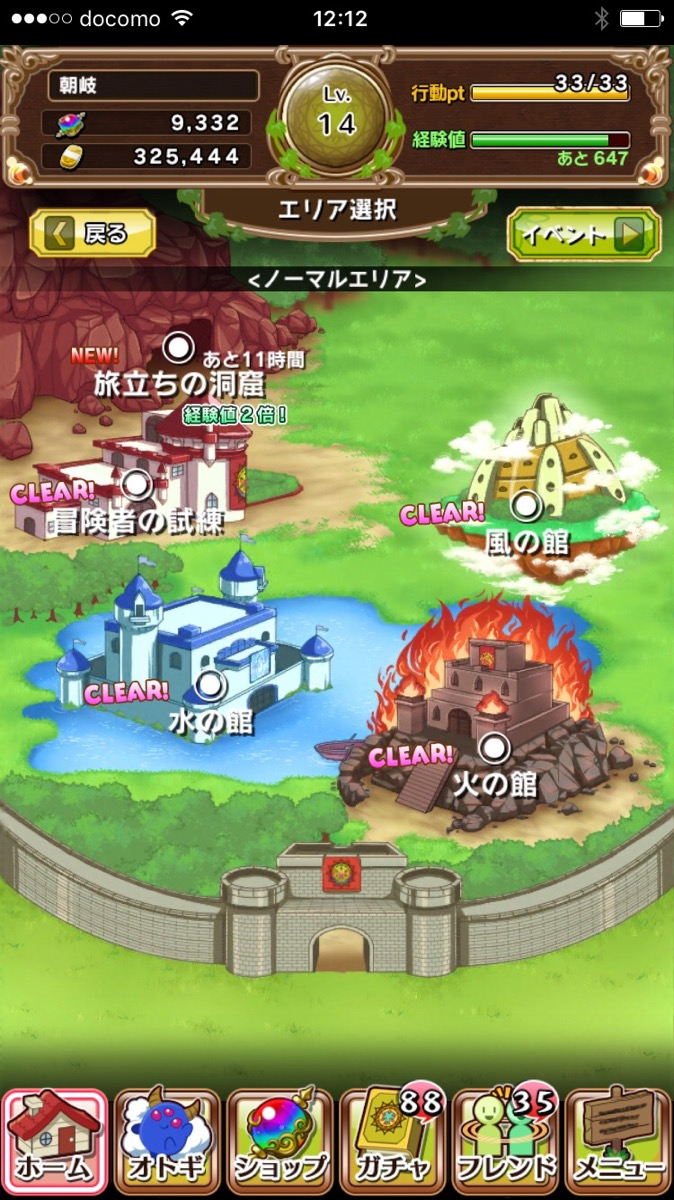 docomo 12:12
朝岐
9,332
325,444
Lv.
14
行動pt 33/33
経験値
あと647
エリア選択
戻る
イベント
<ノーマルエリア>
NEW!
あと11時間
旅立ちの洞窟
経験値2倍!
CLEAR!
冒険者の試練
CLEAR!
風の館
CLEAR!
水の館
CLEAR!
火の館
88
35
ホーム
オトギ
ショップ
ガチャ
フレンド
メニュー